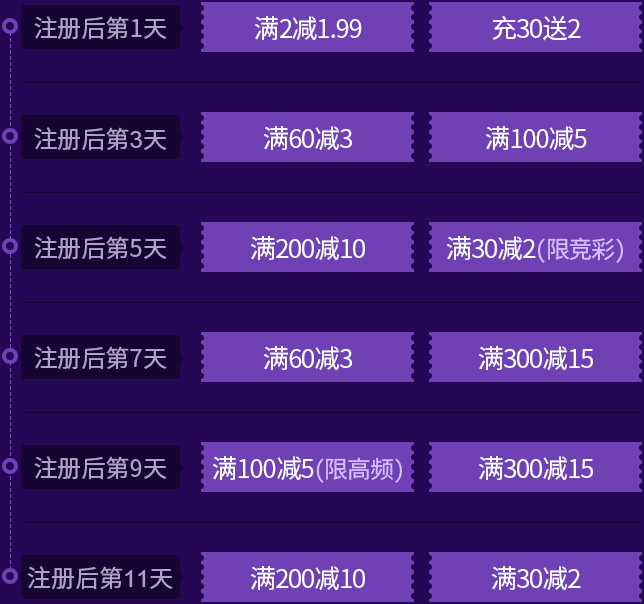 注册后第1天 满2减1.99 充30送2
注册后第3天 满60减3 满100减5
注册后第5天 满200减10 满30减2(限竞彩)
注册后第7天 满60减3 满300减15
注册后第9天 满100减5(限高频) 满300减15
注册后第11天 满200减10 满30减2